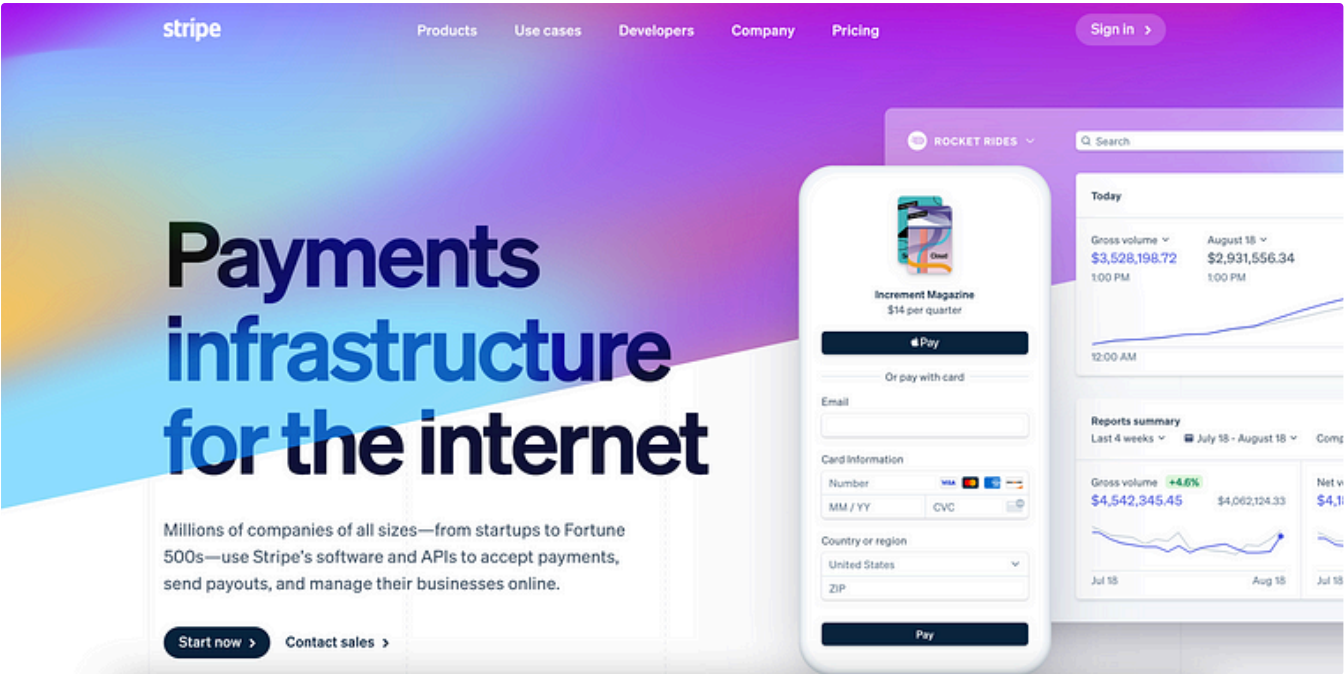 stripe
Products Use cases Developers Company Pricing
Sign in
Payments
infrastructure
for the internet
Millions of companies of all sizes—from startups to Fortune
500s—use Stripe's software and APIs to accept payments,
send payouts, and manage their businesses online.
Start now
Contact sales
Cloud
Increment Magazine
$14 per quarter
Pay
Or pay with card
Email
Card Information
Number VISA
MM / YY CVC
Country or region
United States
ZIP
Pay
ROCKET RIDES
Search
Today
Gross volume August 18
$3,528,198.72 $2,931,556.34
1:00 PM 1:00 PM
12:00 AM
Reports summary
Last 4 weeks July 18 - August 18
Gross volume +4.6%
$4,542,345.45 $4,062,124.33
Jul 18 Aug 18
Jul 18